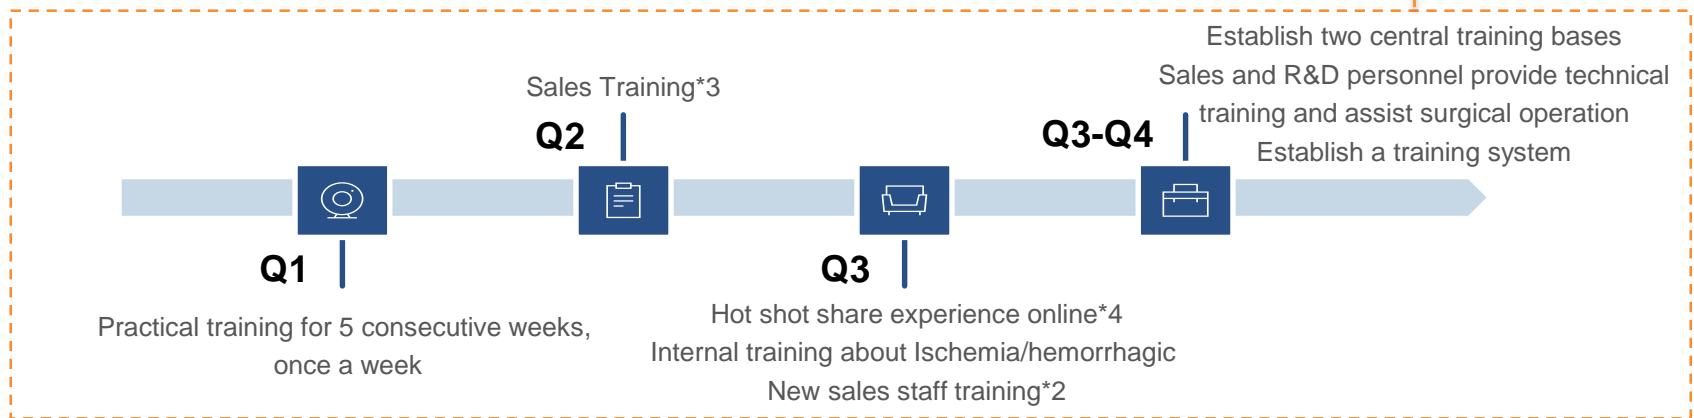 Establish two central training bases
Sales and R&D personnel provide technical
training and assist surgical operation
Establish a training system
Sales Training*3
Q2
Q3-Q4
Q1
Q3
Practical training for 5 consecutive weeks,
once a week
Hot shot share experience online*4
Internal training about Ischemia/hemorrhagic
New sales staff training*2